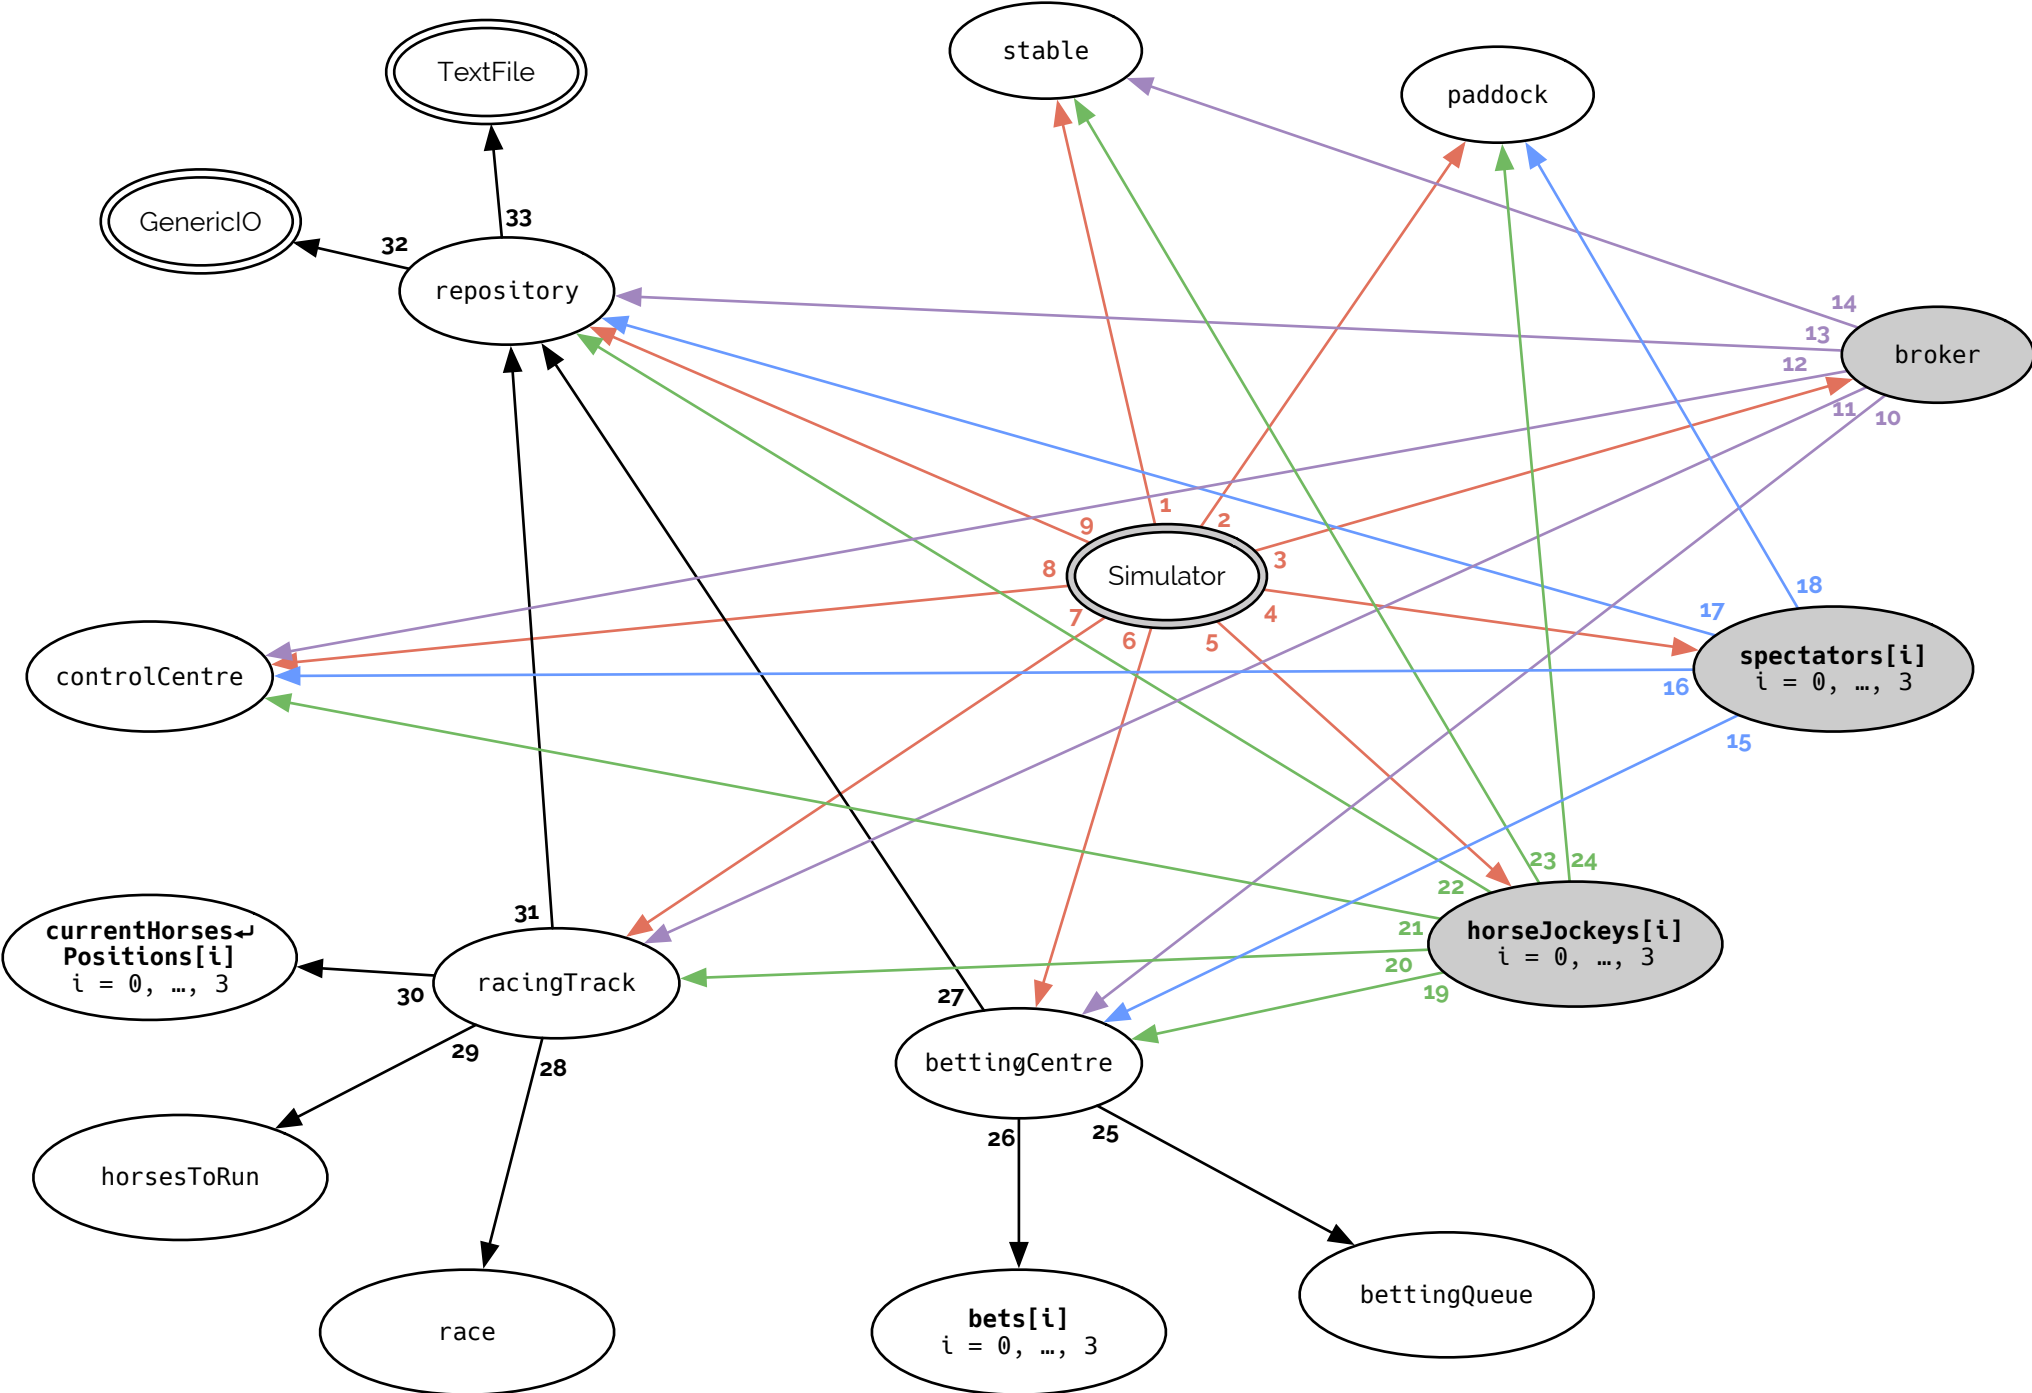 stable
TextFile
paddock
GenericIO
33
32
repository
14
13
12
broker
11
10
1
2
9
3
8
Simulator
18
17
7
6
5
4
controlCentre
spectators[i]
i = 0, …, 3
16
15
23
24
22
31
21
currentHorses↵
Positions[i]
i = 0, …, 3
horseJockeys[i]
i = 0, …, 3
racingTrack
20
19
30
27
29
28
bettingCentre
26
25
horsesToRun
bettingQueue
race
bets[i]
i = 0, …, 3